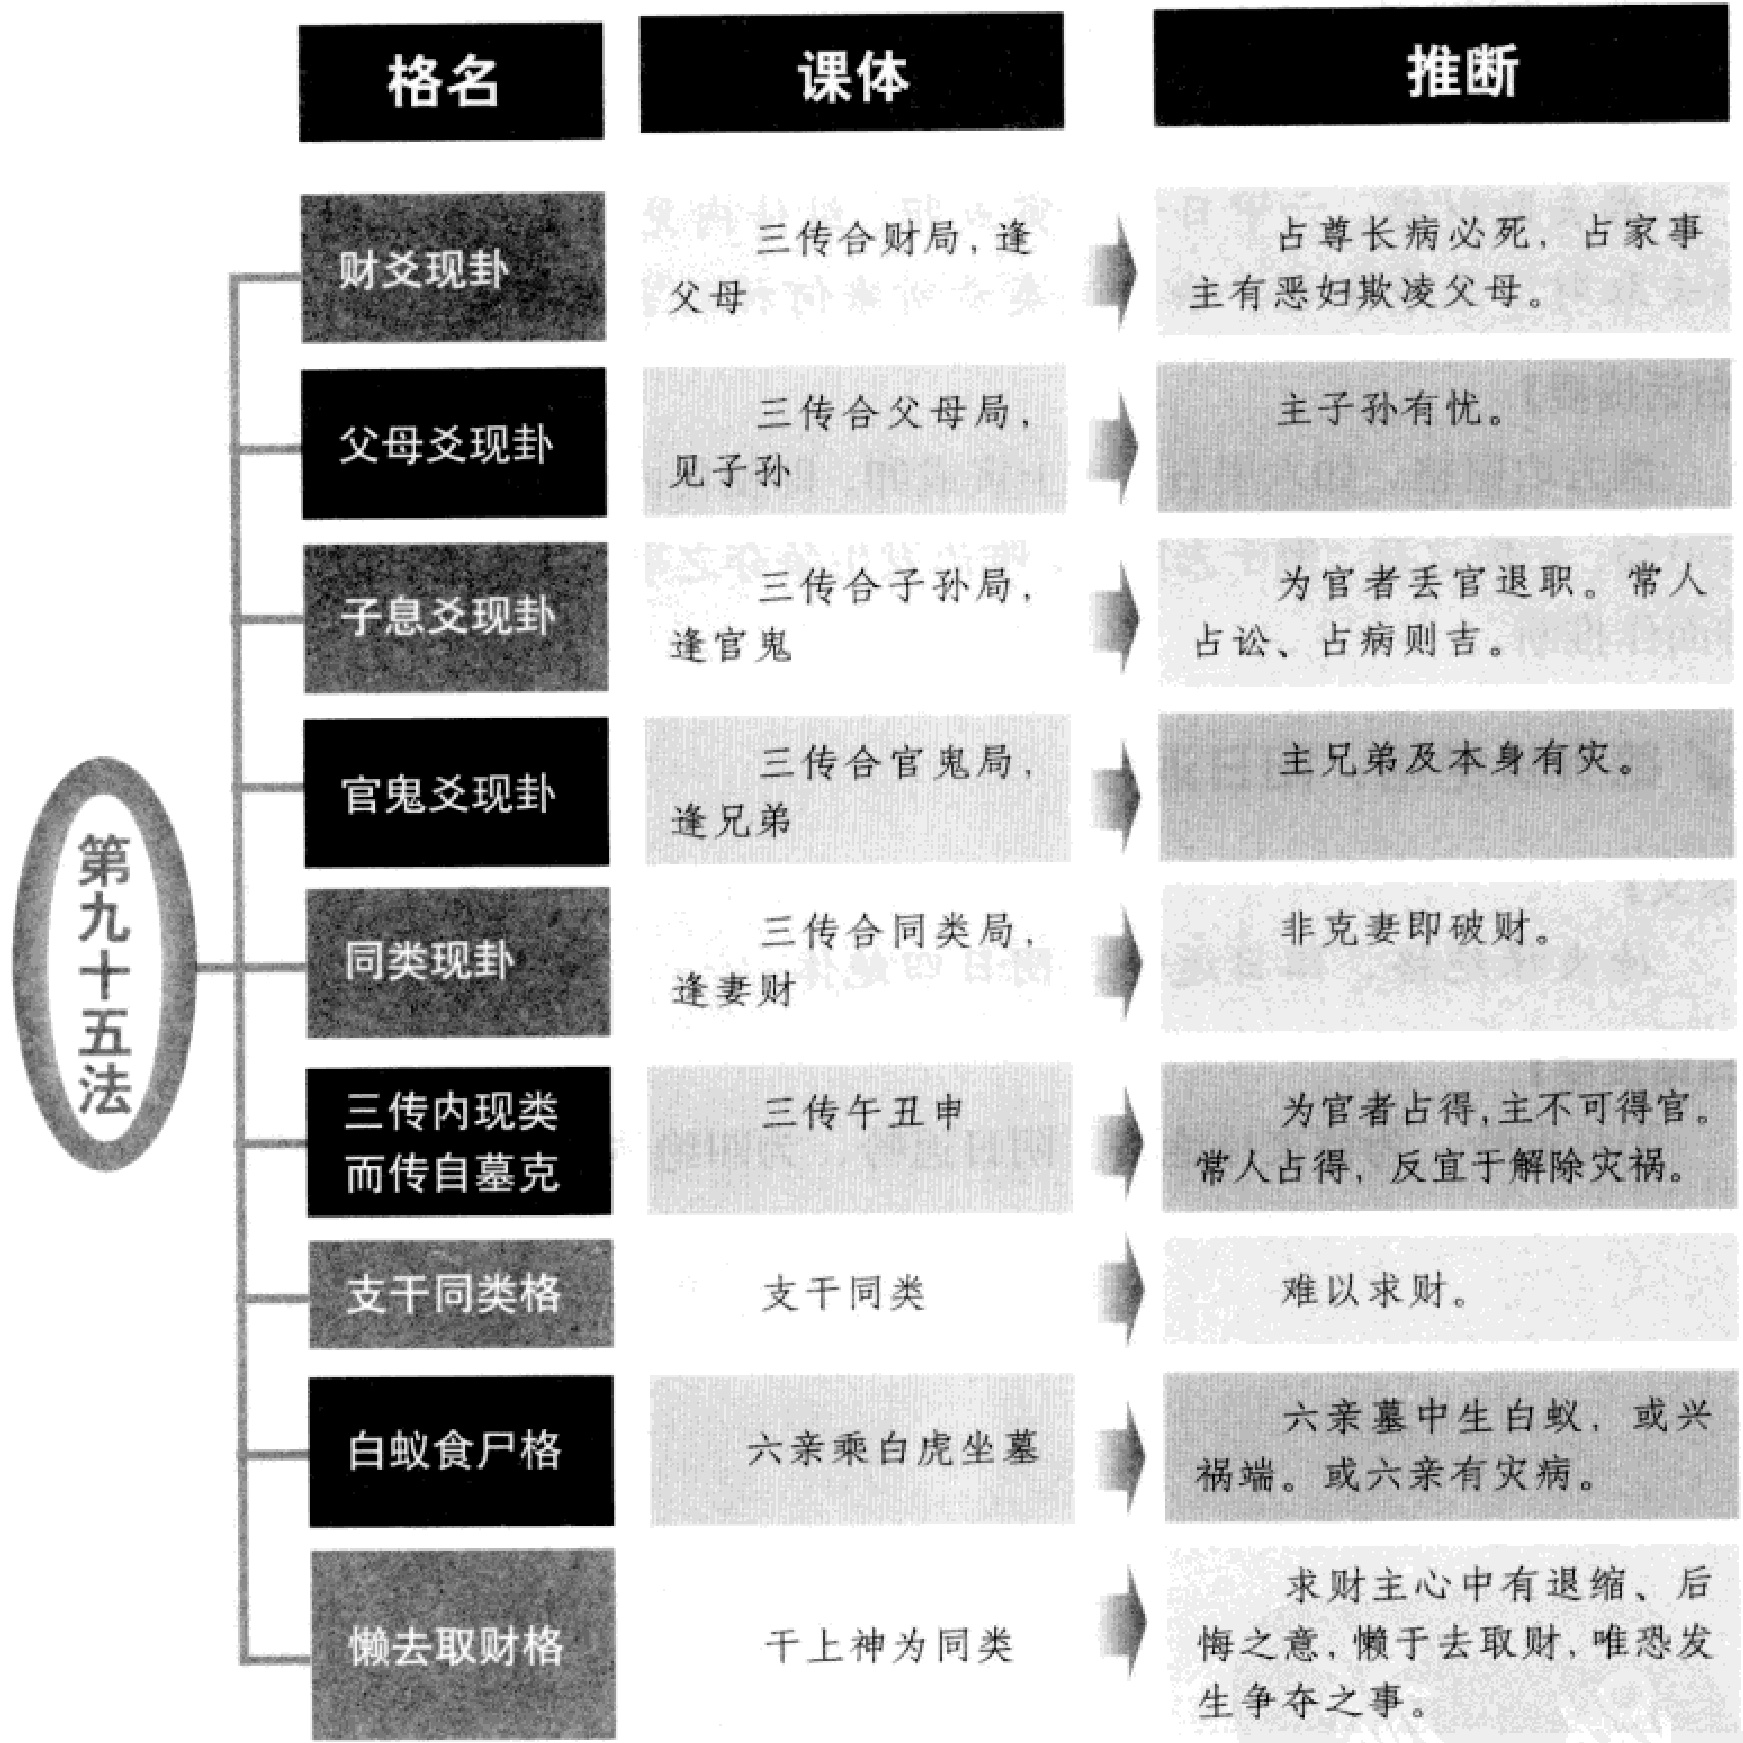 格名
课体
推断
第九十五法
财爻现卦
三传合财局，逢
父母
占尊长病必死，占家事
主有恶妇欺凌父母。
父母爻现卦
三传合父母局，
见子孙
主子孙有忧。
子息爻现卦
三传合子孙局，
逢官鬼
为官者丢官退职。常人
占讼、占病则吉。
官鬼爻现卦
三传合官鬼局，
逢兄弟
主兄弟及本身有灾。
同类现卦
三传合同类局，
逢妻财
非克妻即破财。
三传内现类
而传自墓克
三传午丑申
为官者占得，主不可得官。
常人占得，反宜于解除灾祸。
支干同类格
支干同类
难以求财。
白蚁食尸格
六亲乘白虎坐墓
六亲墓中生白蚁，或兴
祸端。或六亲有灾病。
懒去取财格
干上神为同类
求财主心中有退缩、后
悔之意，懒于去取财，唯恐发
生争夺之事。